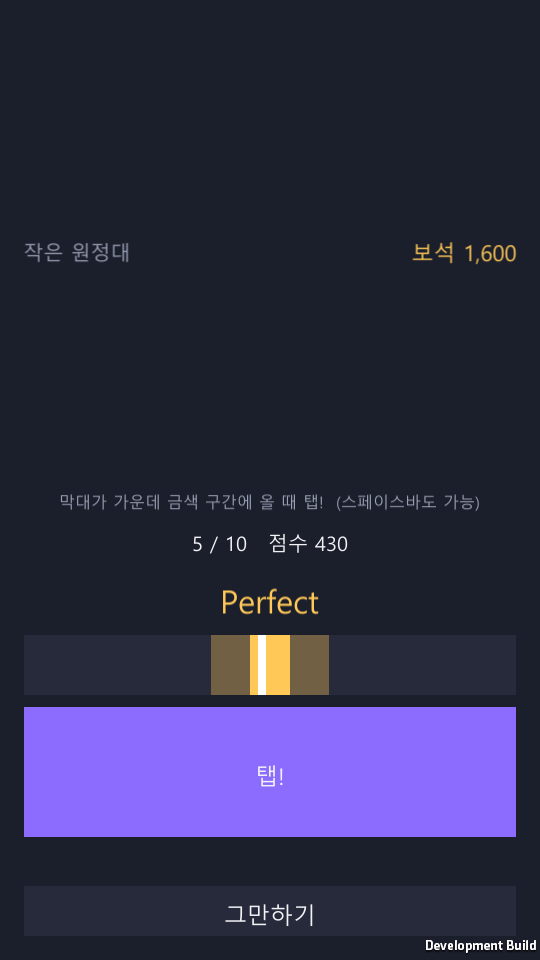 작은 원정대
보석 1,600
막대가 가운데 금색 구간에 올 때 탭! (스페이스바도 가능)
5 / 10 점수 430
Perfect
탭!
그만하기
Development Build